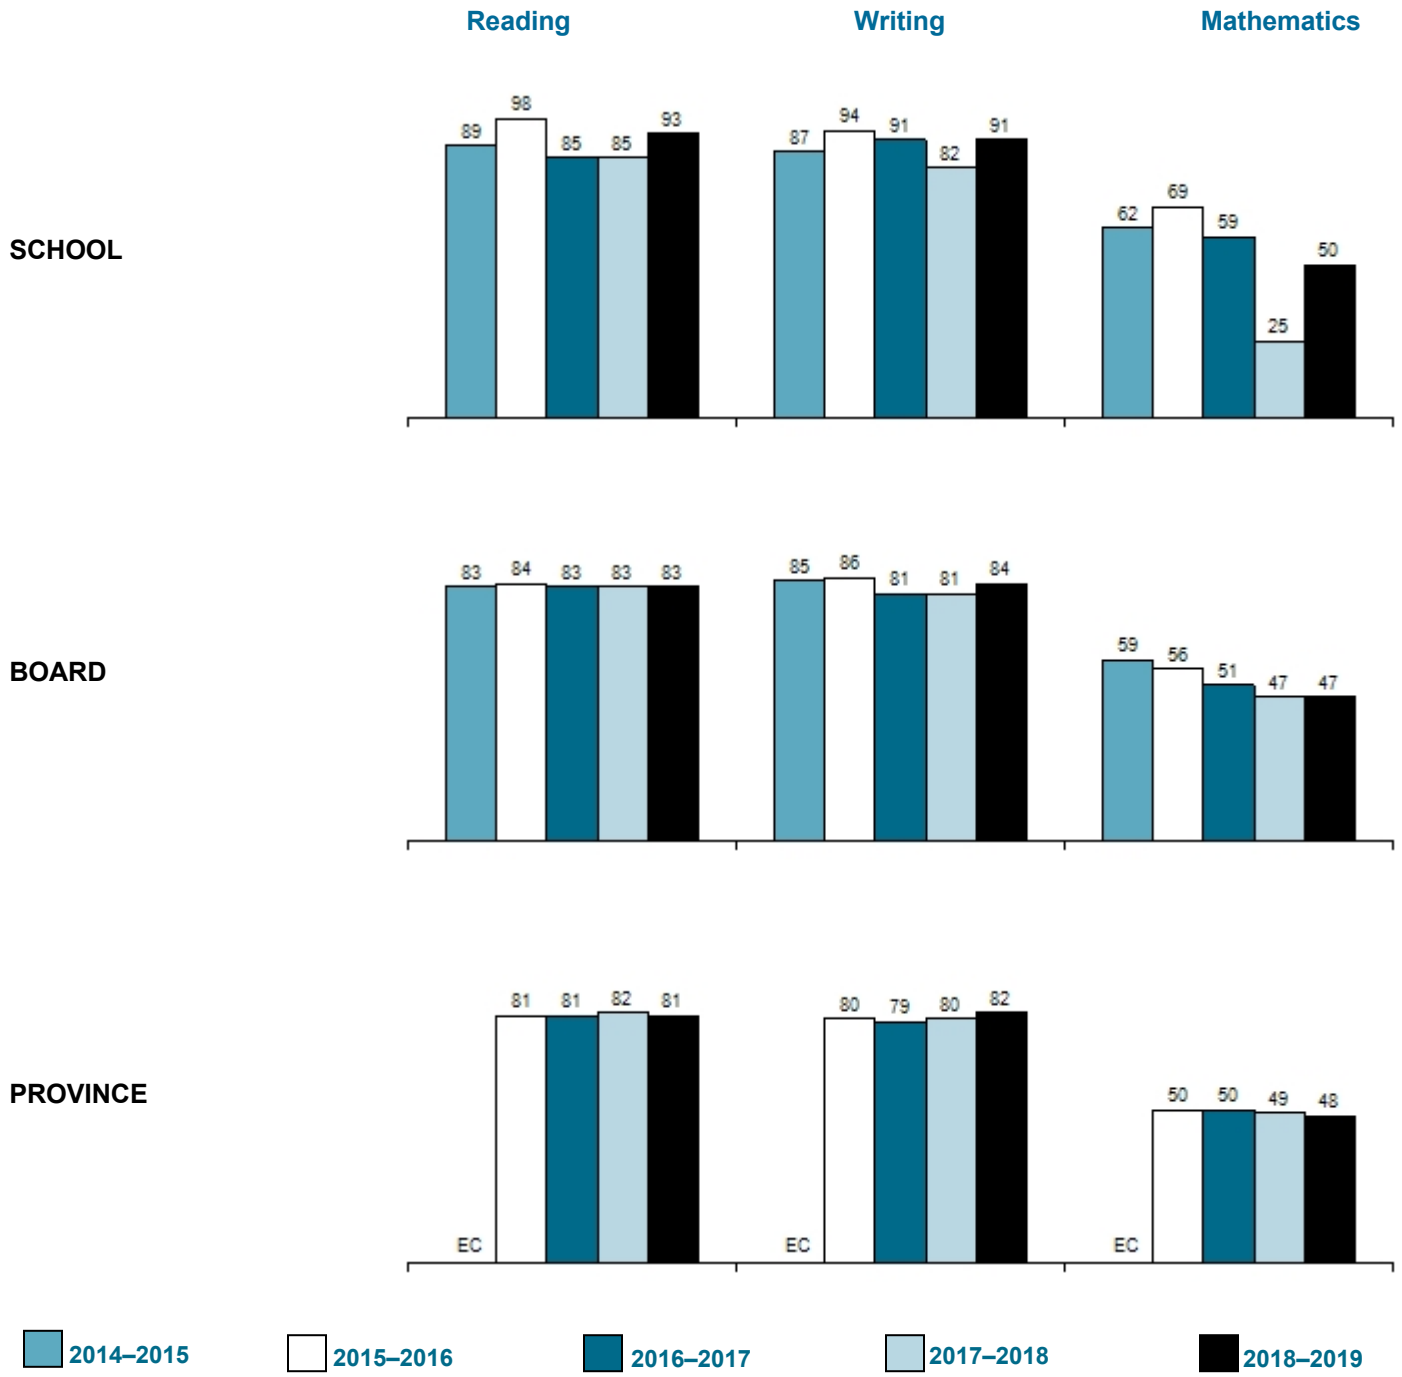 Reading Writing Mathematics
89 98 85 85 93 87 94 91 82 91 62 69 59 25 50
SCHOOL
83 84 83 83 83 85 86 81 81 84 59 56 51 47 47
BOARD
EC 81 81 82 81 EC 80 79 80 82 EC 50 50 49 48
PROVINCE
2014–2015 2015–2016 2016–2017 2017–2018 2018–2019